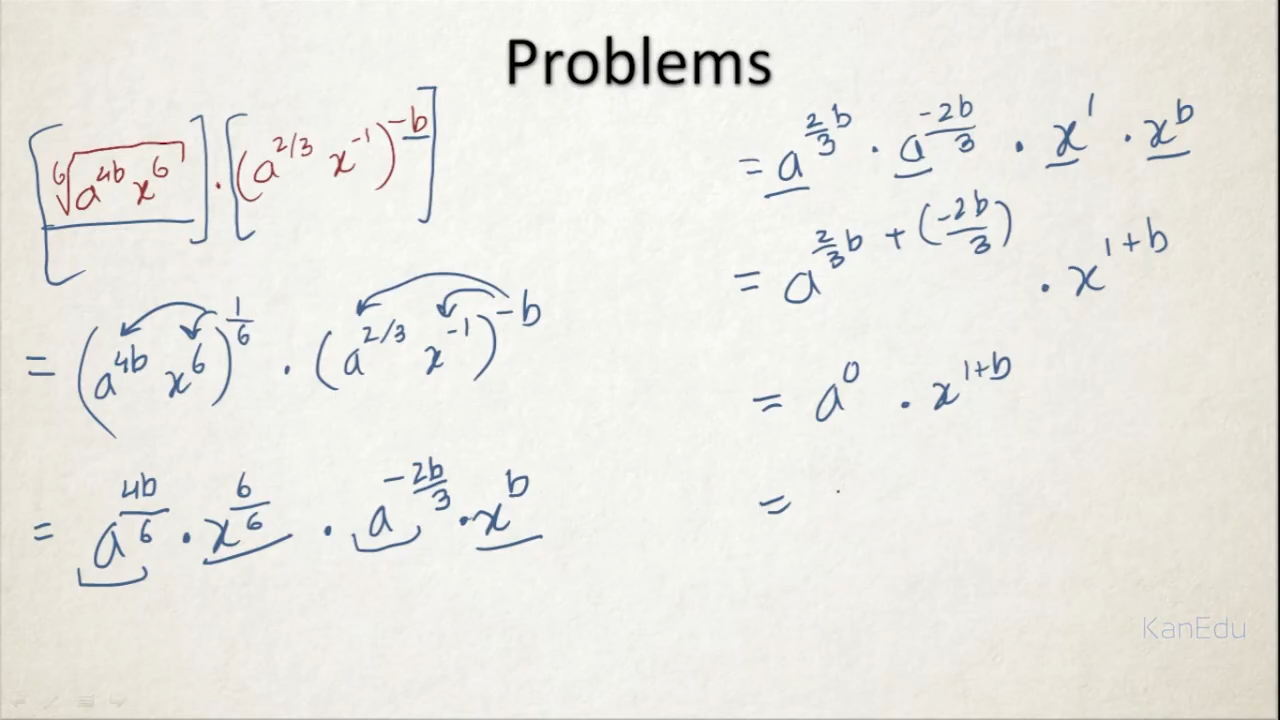 Problems
[⁶√(a^{4b} x^{6})] · [(a^{2/3} x^{-1})^{-b}]
= (a^{4b} x^{6})^{1/6} · (a^{2/3} x^{-1})^{-b}
= a^{4b/6} · x^{6/6} · a^{-2b/3} · x^{b}
= a^{2/3 b} · a^{-2b/3} · x^{1} · x^{b}
= a^{2/3 b + (-2b/3)} · x^{1+b}
= a^{0} · x^{1+b}
=
KanEdu